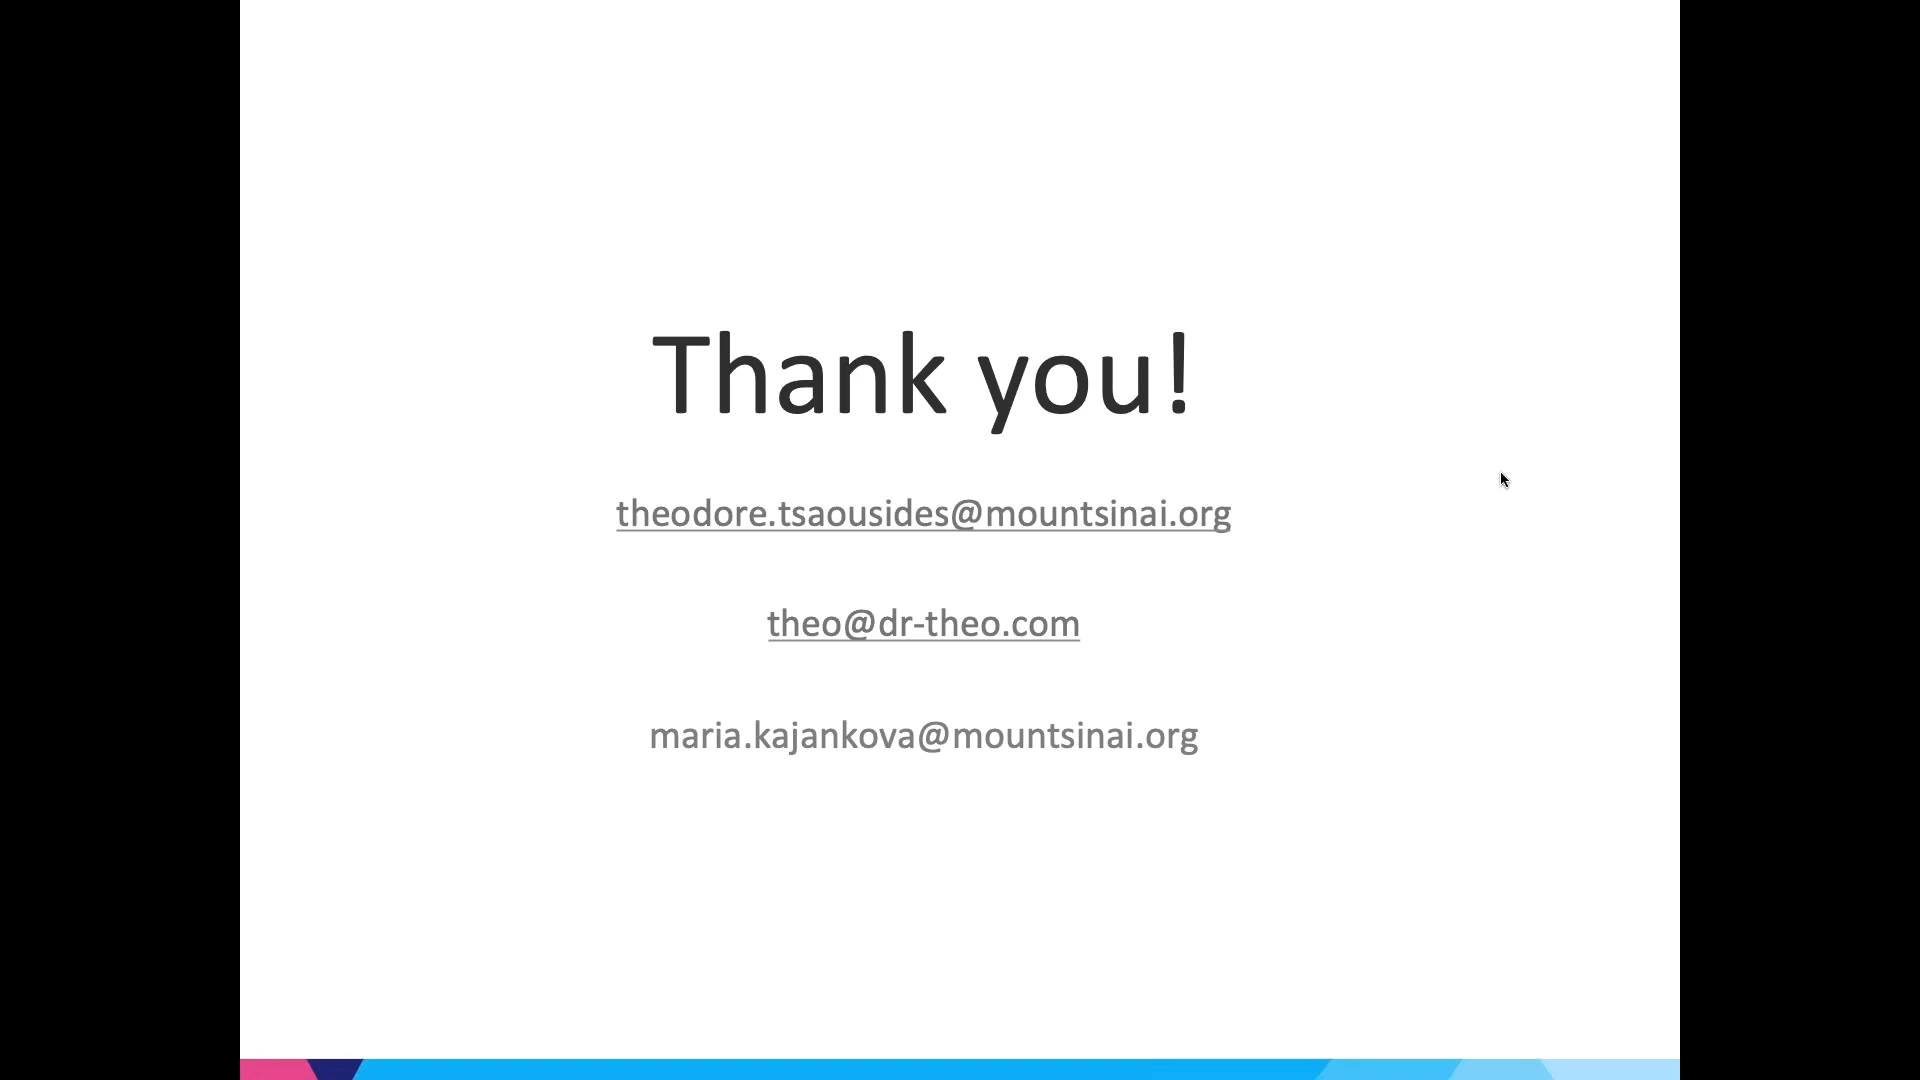 Thank you!
theodore.tsaousides@mountsinai.org
theo@dr-theo.com
maria.kajankova@mountsinai.org